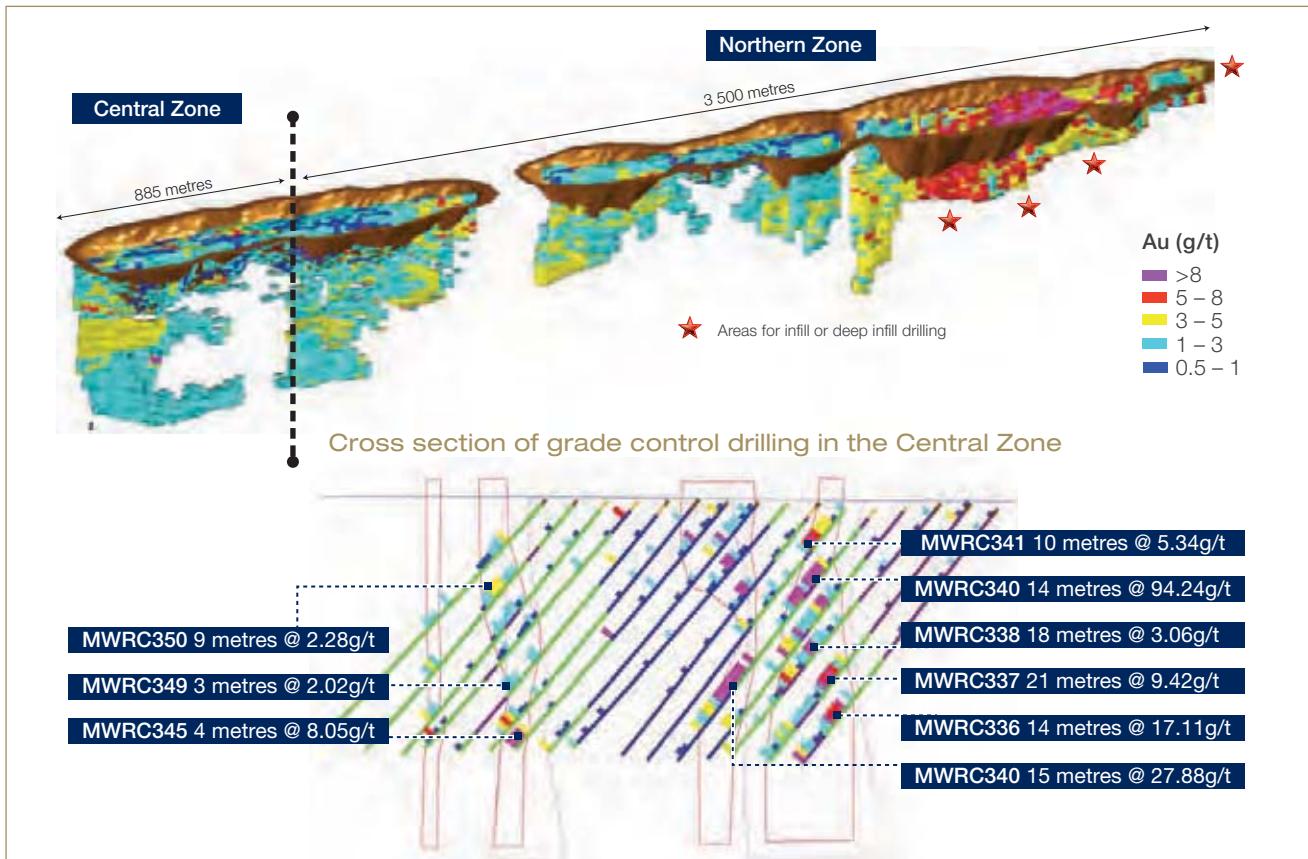 Northern Zone
3 500 metres
Central Zone
885 metres
Au (g/t)
>8
5 – 8
3 – 5
1 – 3
0.5 – 1
Areas for infill or deep infill drilling
Cross section of grade control drilling in the Central Zone
MWRC341 10 metres @ 5.34g/t
MWRC340 14 metres @ 94.24g/t
MWRC338 18 metres @ 3.06g/t
MWRC337 21 metres @ 9.42g/t
MWRC336 14 metres @ 17.11g/t
MWRC340 15 metres @ 27.88g/t
MWRC350 9 metres @ 2.28g/t
MWRC349 3 metres @ 2.02g/t
MWRC345 4 metres @ 8.05g/t